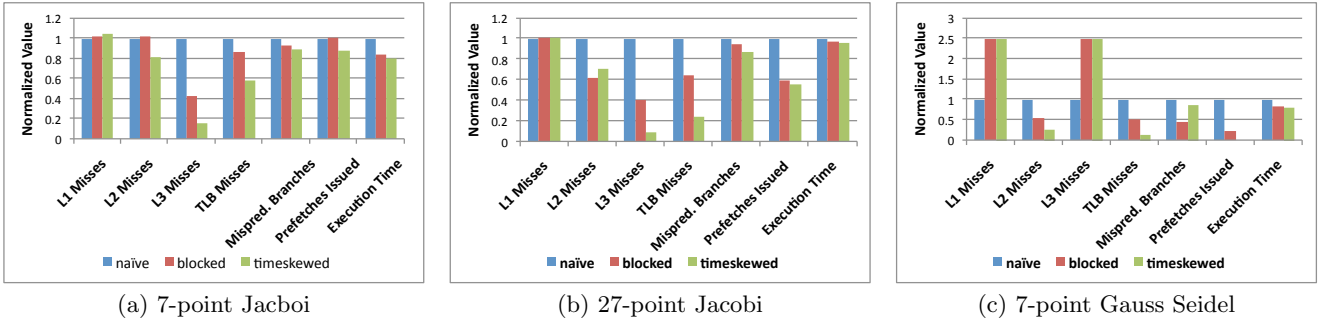 1.2
1
0.8
0.6
0.4
0.2
0
Normalized Value
L1 Misses
L2 Misses
L3 Misses
TLB Misses
Mispred. Branches
Prefetches Issued
Execution Time
naïve blocked timeskewed
(a) 7-point Jacboi
1.2
1
0.8
0.6
0.4
0.2
0
Normalized Value
L1 Misses
L2 Misses
L3 Misses
TLB Misses
Mispred. Branches
Prefetches Issued
Execution Time
naïve blocked timeskewed
(b) 27-point Jacobi
3
2.5
2
1.5
1
0.5
0
Normalized Value
L1 Misses
L2 Misses
L3 Misses
TLB Misses
Mispred. Branches
Prefetches Issued
Execution Time
naïve blocked timeskewed
(c) 7-point Gauss Seidel